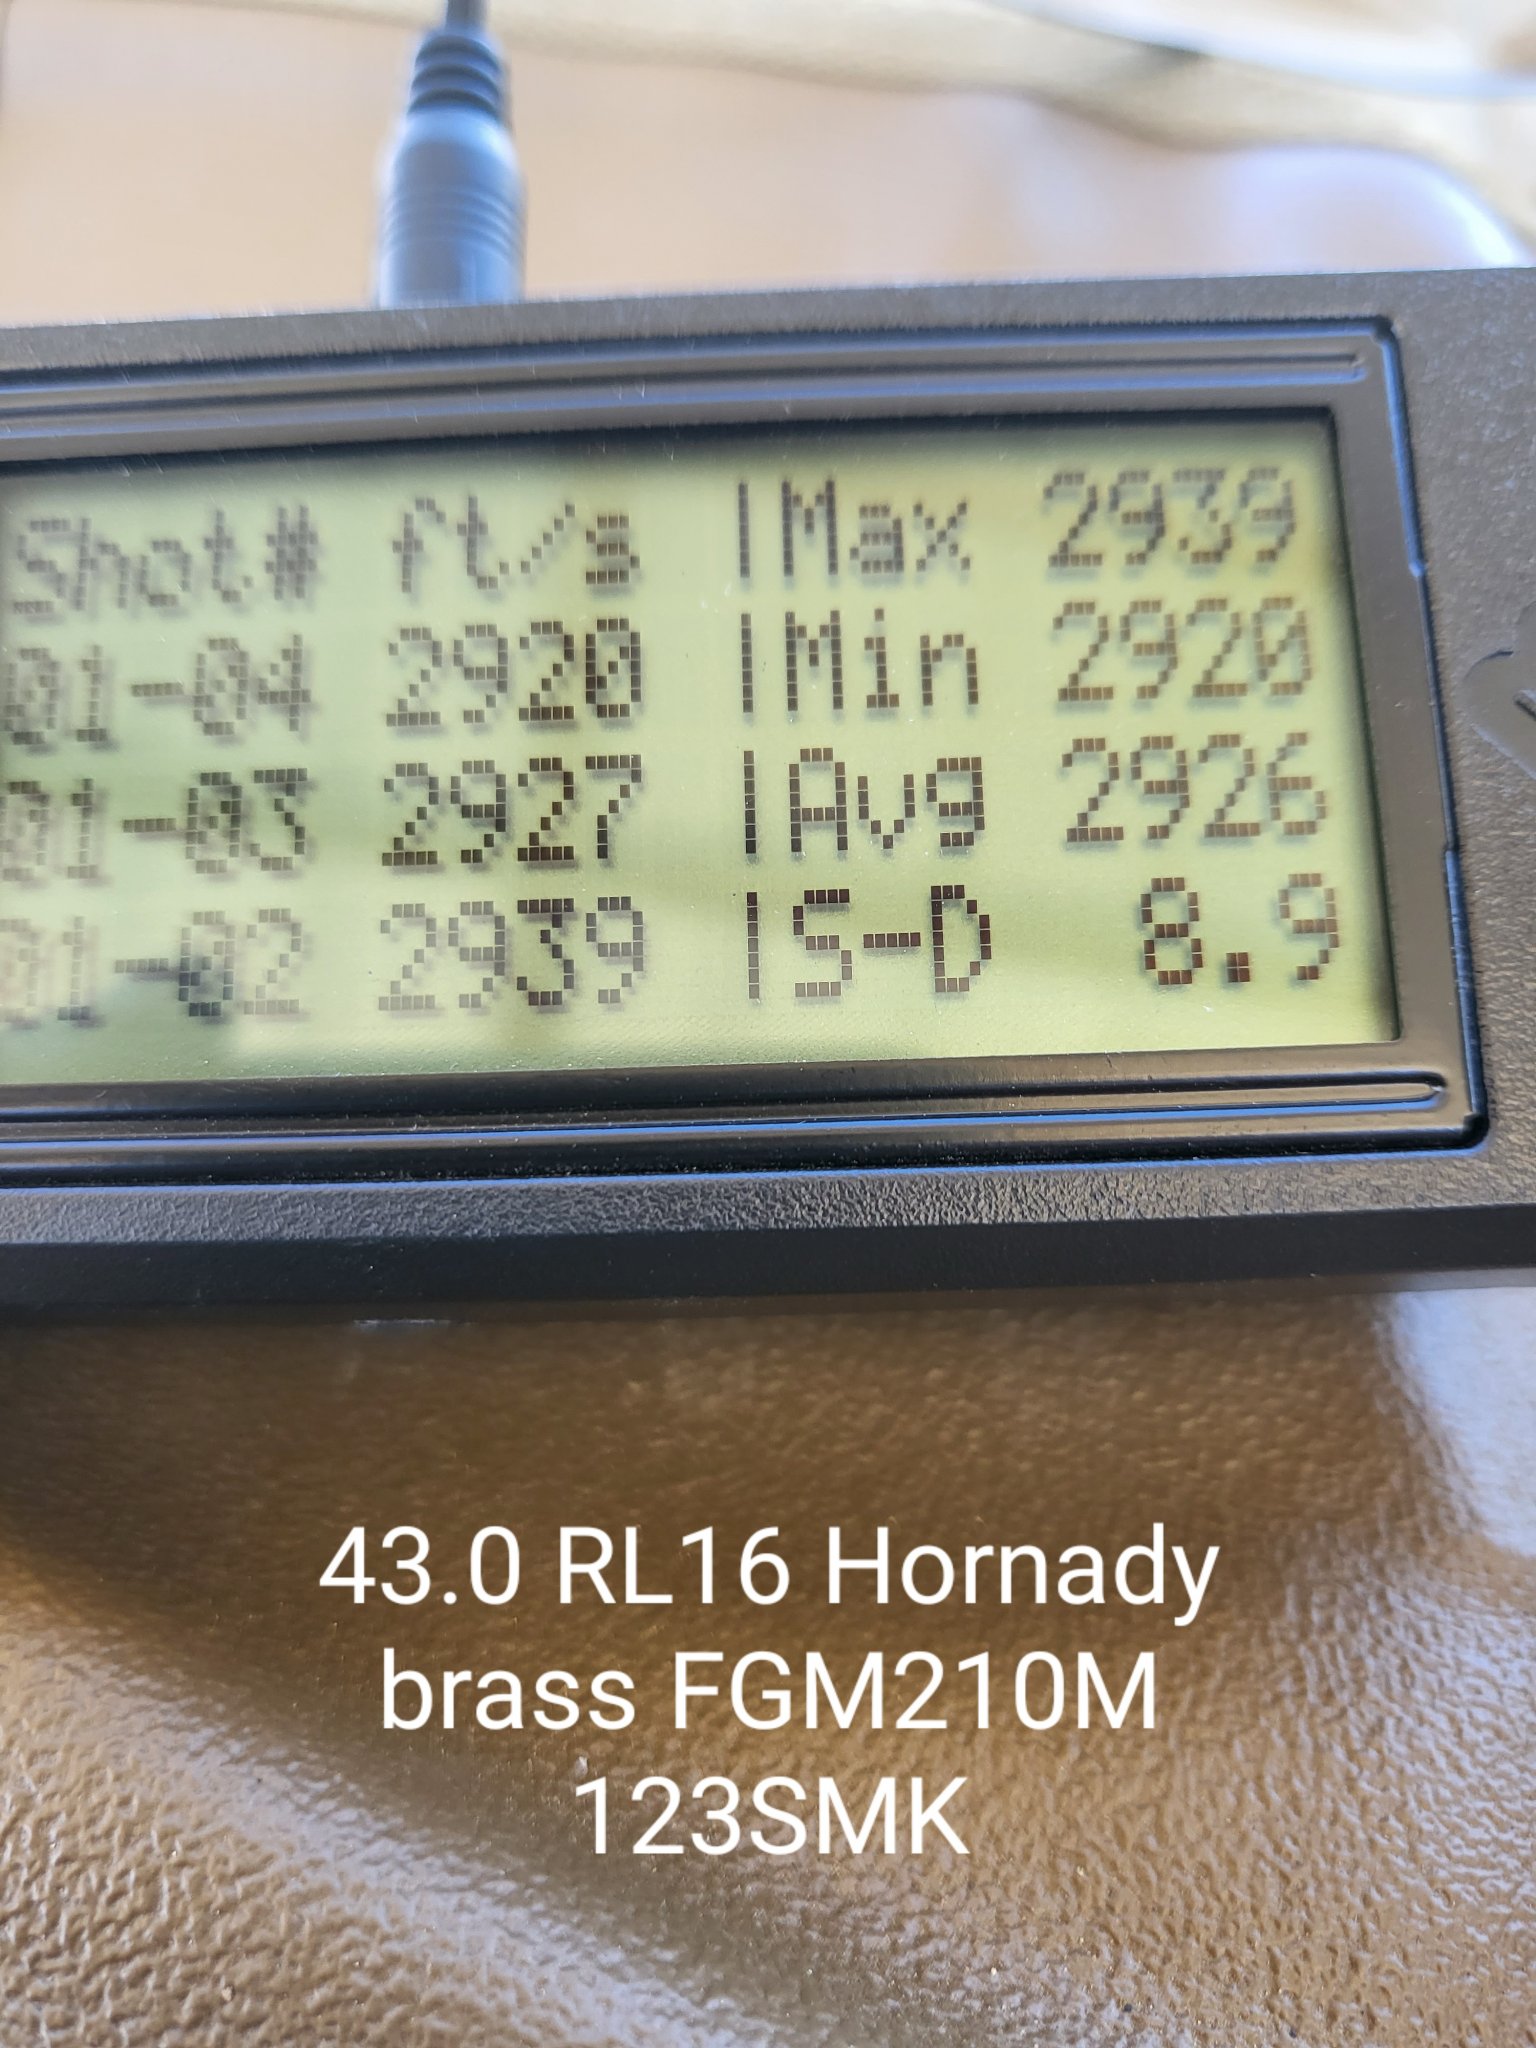 Shot# ft/s |Max 2939
01-04 2920 |Min 2920
01-03 2927 |Avg 2926
01-02 2939 |S-D 8.9
43.0 RL16 Hornady
brass FGM210M
123SMK